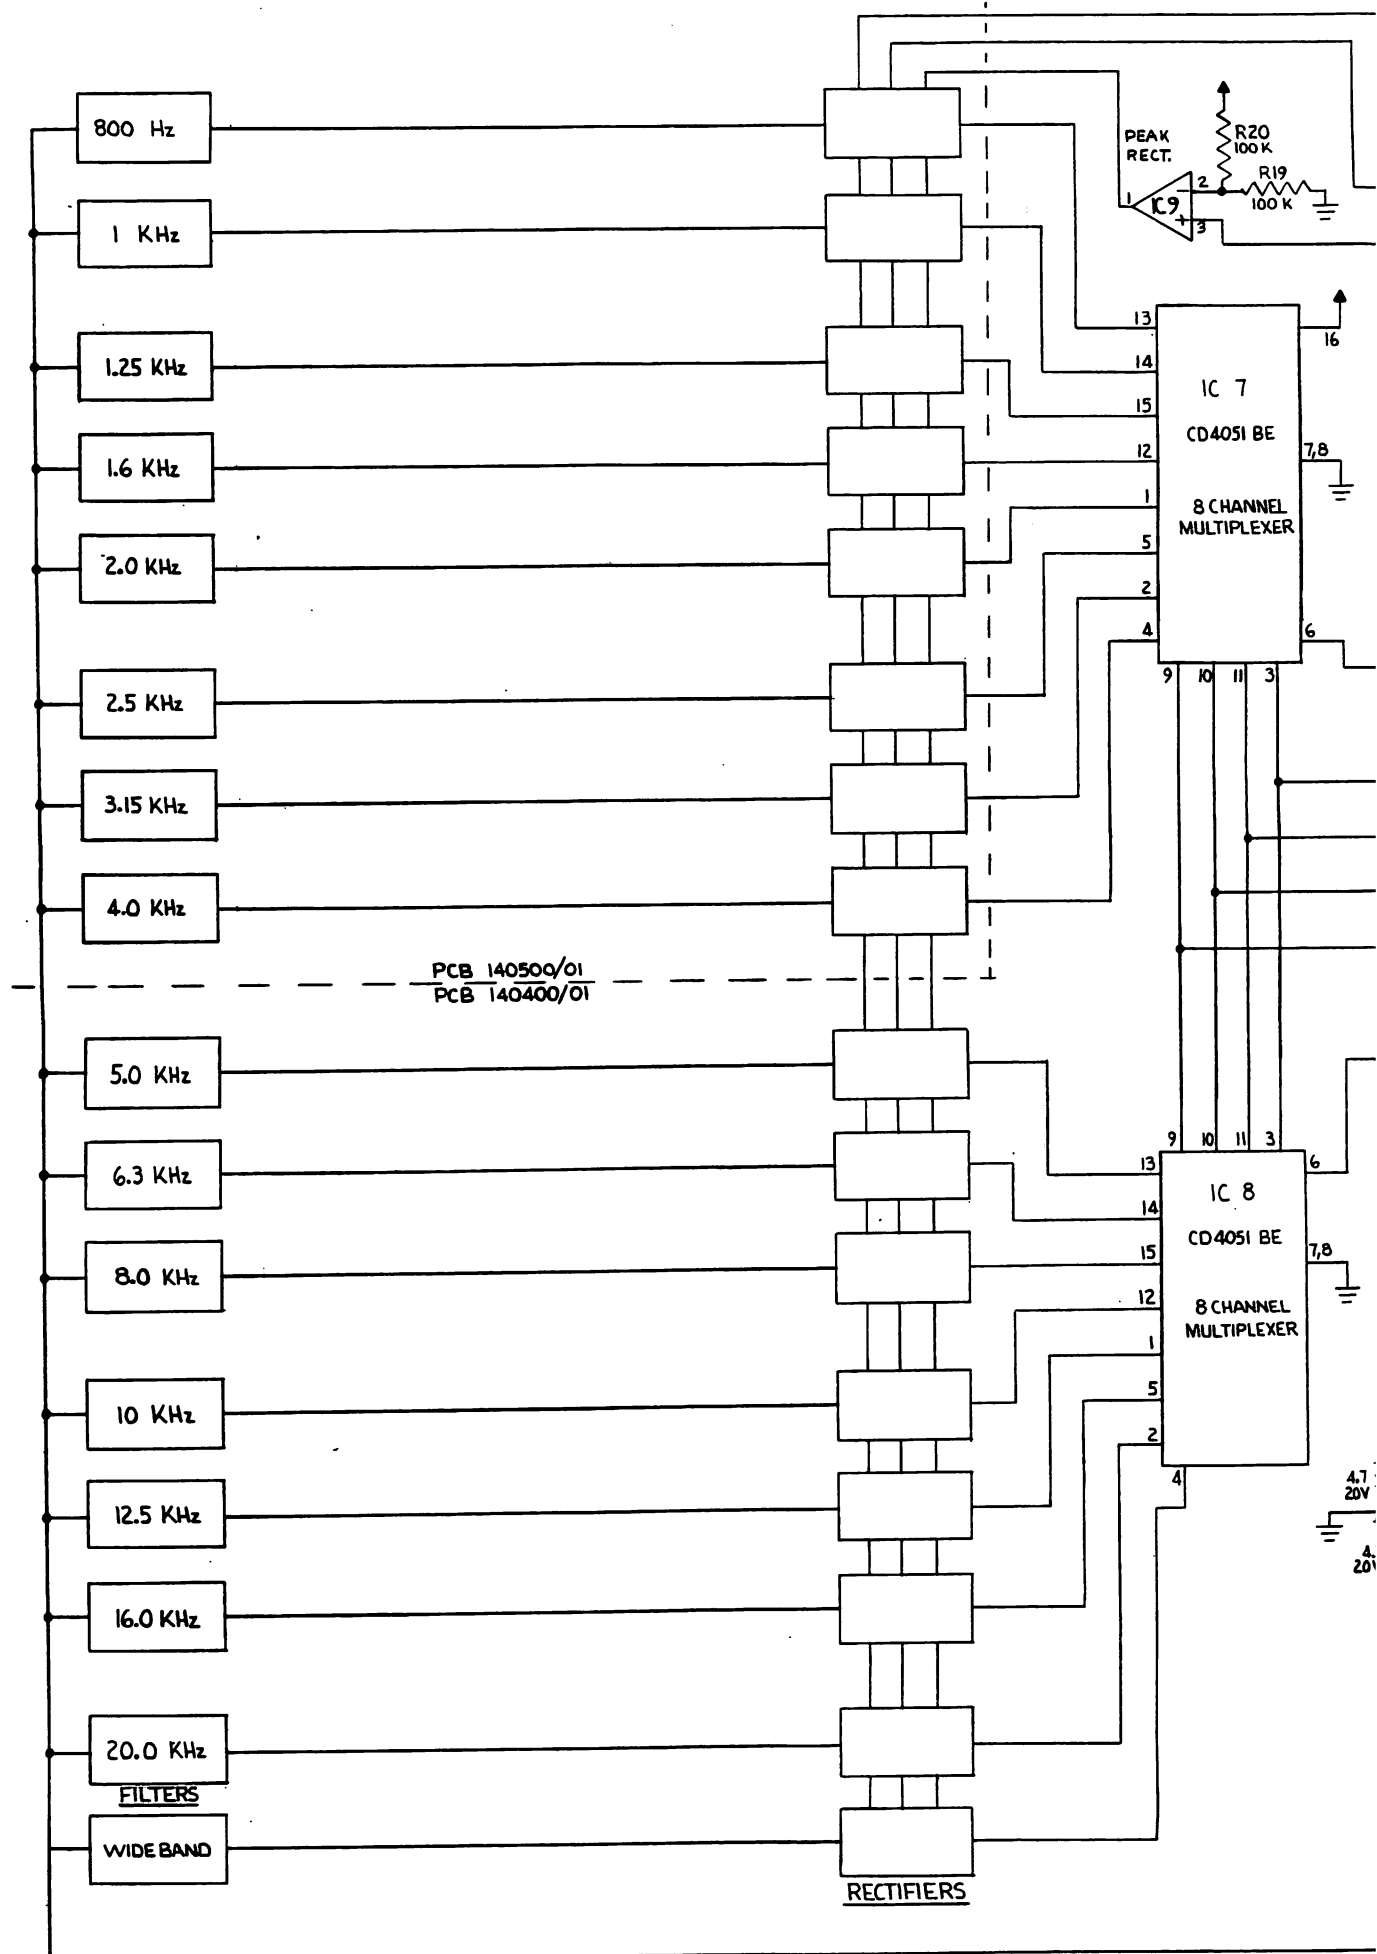 800 Hz
1 KHz
1.25 KHz
1.6 KHz
2.0 KHz
2.5 KHz
3.15 KHz
4.0 KHz
PCB 140500/01
PCB 140400/01
5.0 KHz
6.3 KHz
8.0 KHz
10 KHz
12.5 KHz
16.0 KHz
20.0 KHz
FILTERS
WIDE BAND
RECTIFIERS
PEAK
RECT.
R20
100 K
R19
100 K
1
IC9
2
3
-
+
13
14
15
12
1
5
2
4
16
7,8
6
IC 7
CD4051 BE
8 CHANNEL
MULTIPLEXER
9 10 11 3
9 10 11 3
13
14
15
12
1
5
2
4
6
7,8
IC 8
CD4051 BE
8 CHANNEL
MULTIPLEXER
4.7
20V
4.
20V